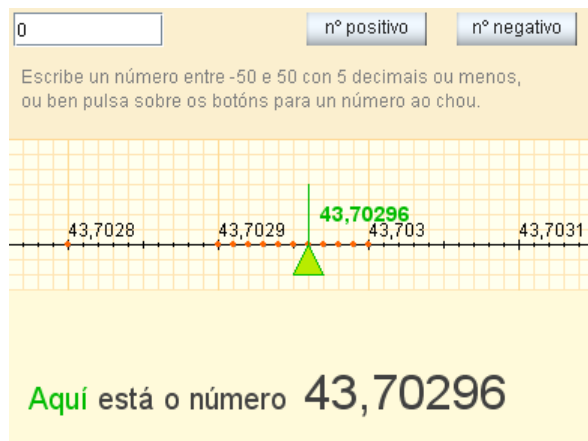 0 nº positivo nº negativo
Escribe un número entre -50 e 50 con 5 decimais ou menos,
ou ben pulsa sobre os botóns para un número ao chou.
43,70296
43,7028 43,7029 43,703 43,7031
Aquí está o número 43,70296